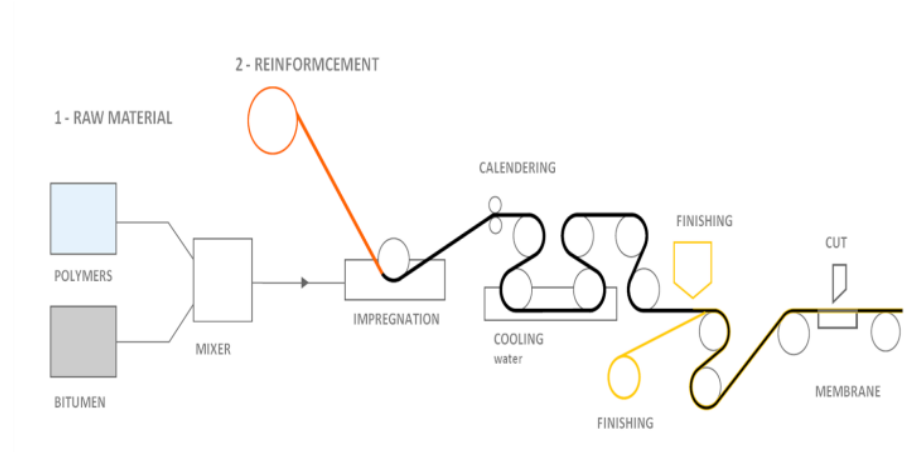 2 - REINFORMCEMENT
1 - RAW MATERIAL
CALENDERING
FINISHING
CUT
POLYMERS
IMPREGNATION
COOLING
water
MIXER
MEMBRANE
BITUMEN
FINISHING